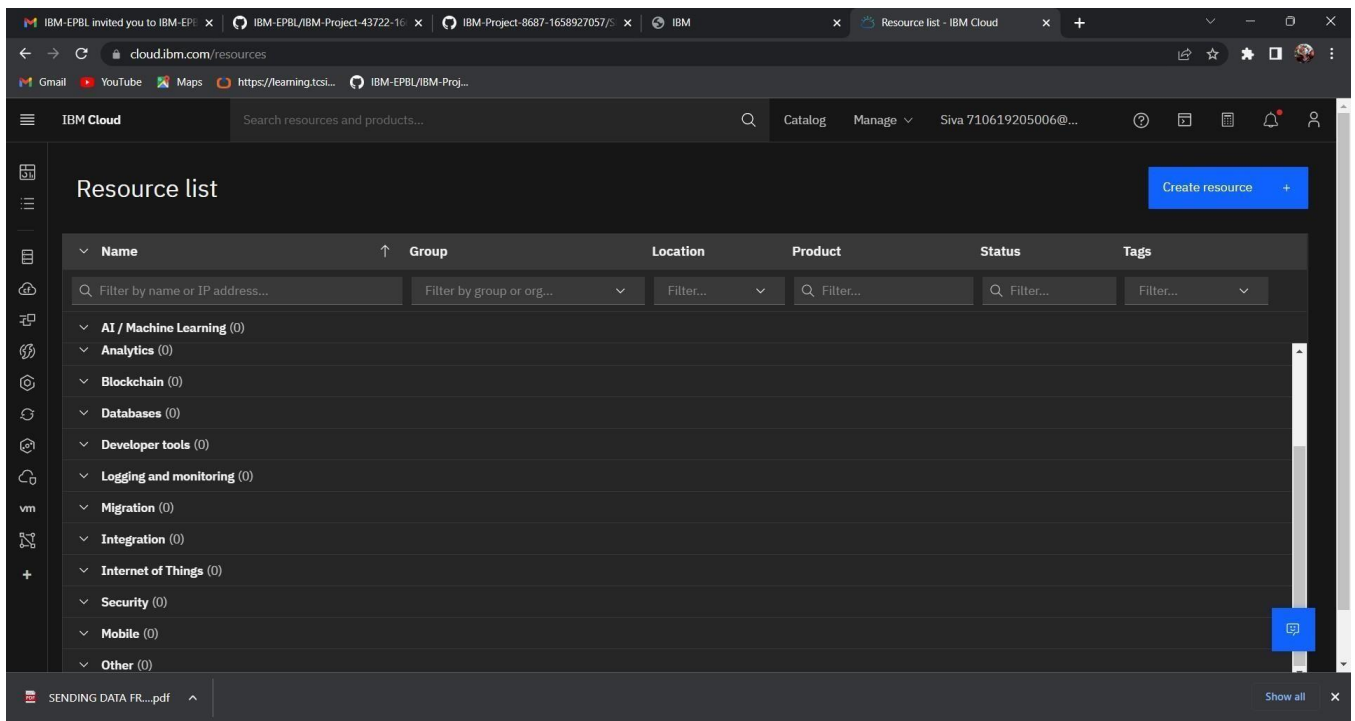 IBM-EPBL invited you to IBM-EPB
IBM-EPBL/IBM-Project-43722-16
IBM-Project-8687-1658927057/S
IBM
Resource list - IBM Cloud
cloud.ibm.com/resources
Gmail
YouTube
Maps
https://learning.tcsi...
IBM-EPBL/IBM-Proj...
IBM Cloud
Search resources and products...
Catalog
Manage
Siva 710619205006@...
Resource list
Create resource +
Name
Group
Location
Product
Status
Tags
Filter by name or IP address...
Filter by group or org...
Filter...
Filter...
Filter...
Filter...
AI / Machine Learning (0)
Analytics (0)
Blockchain (0)
Databases (0)
Developer tools (0)
Logging and monitoring (0)
vm
Migration (0)
Integration (0)
Internet of Things (0)
Security (0)
Mobile (0)
Other (0)
SENDING DATA FR....pdf
Show all